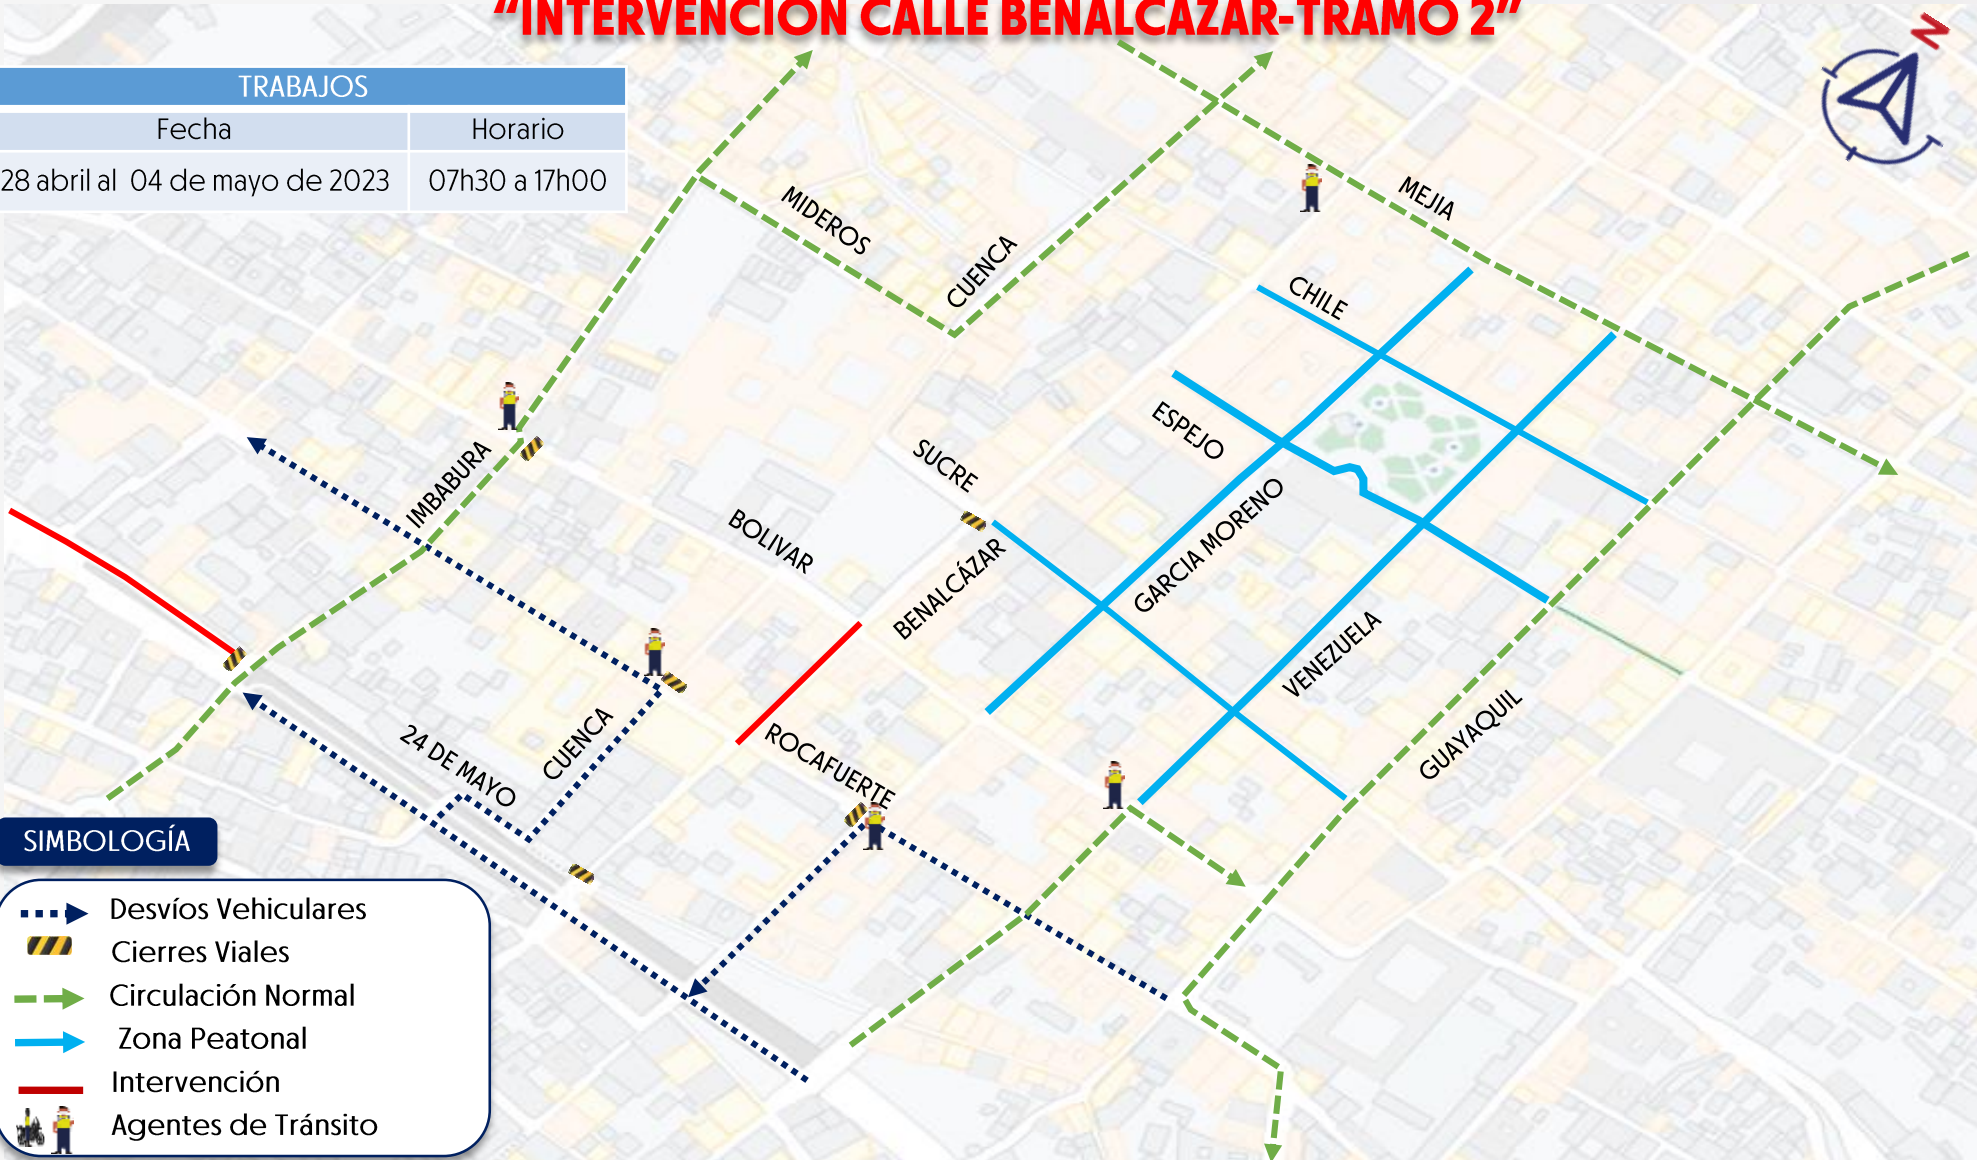 “INTERVENCIÓN CALLE BENALCÁZAR-TRAMO 2”
N
TRABAJOS
Fecha Horario
28 abril al 04 de mayo de 2023 07h30 a 17h00
MIDEROS
CUENCA
MEJIA
CHILE
ESPEJO
SUCRE
IMBABURA
BOLIVAR
BENALCÁZAR
GARCIA MORENO
VENEZUELA
GUAYAQUIL
24 DE MAYO
CUENCA
ROCAFUERTE
SIMBOLOGÍA
Desvíos Vehiculares
Cierres Viales
Circulación Normal
Zona Peatonal
Intervención
Agentes de Tránsito